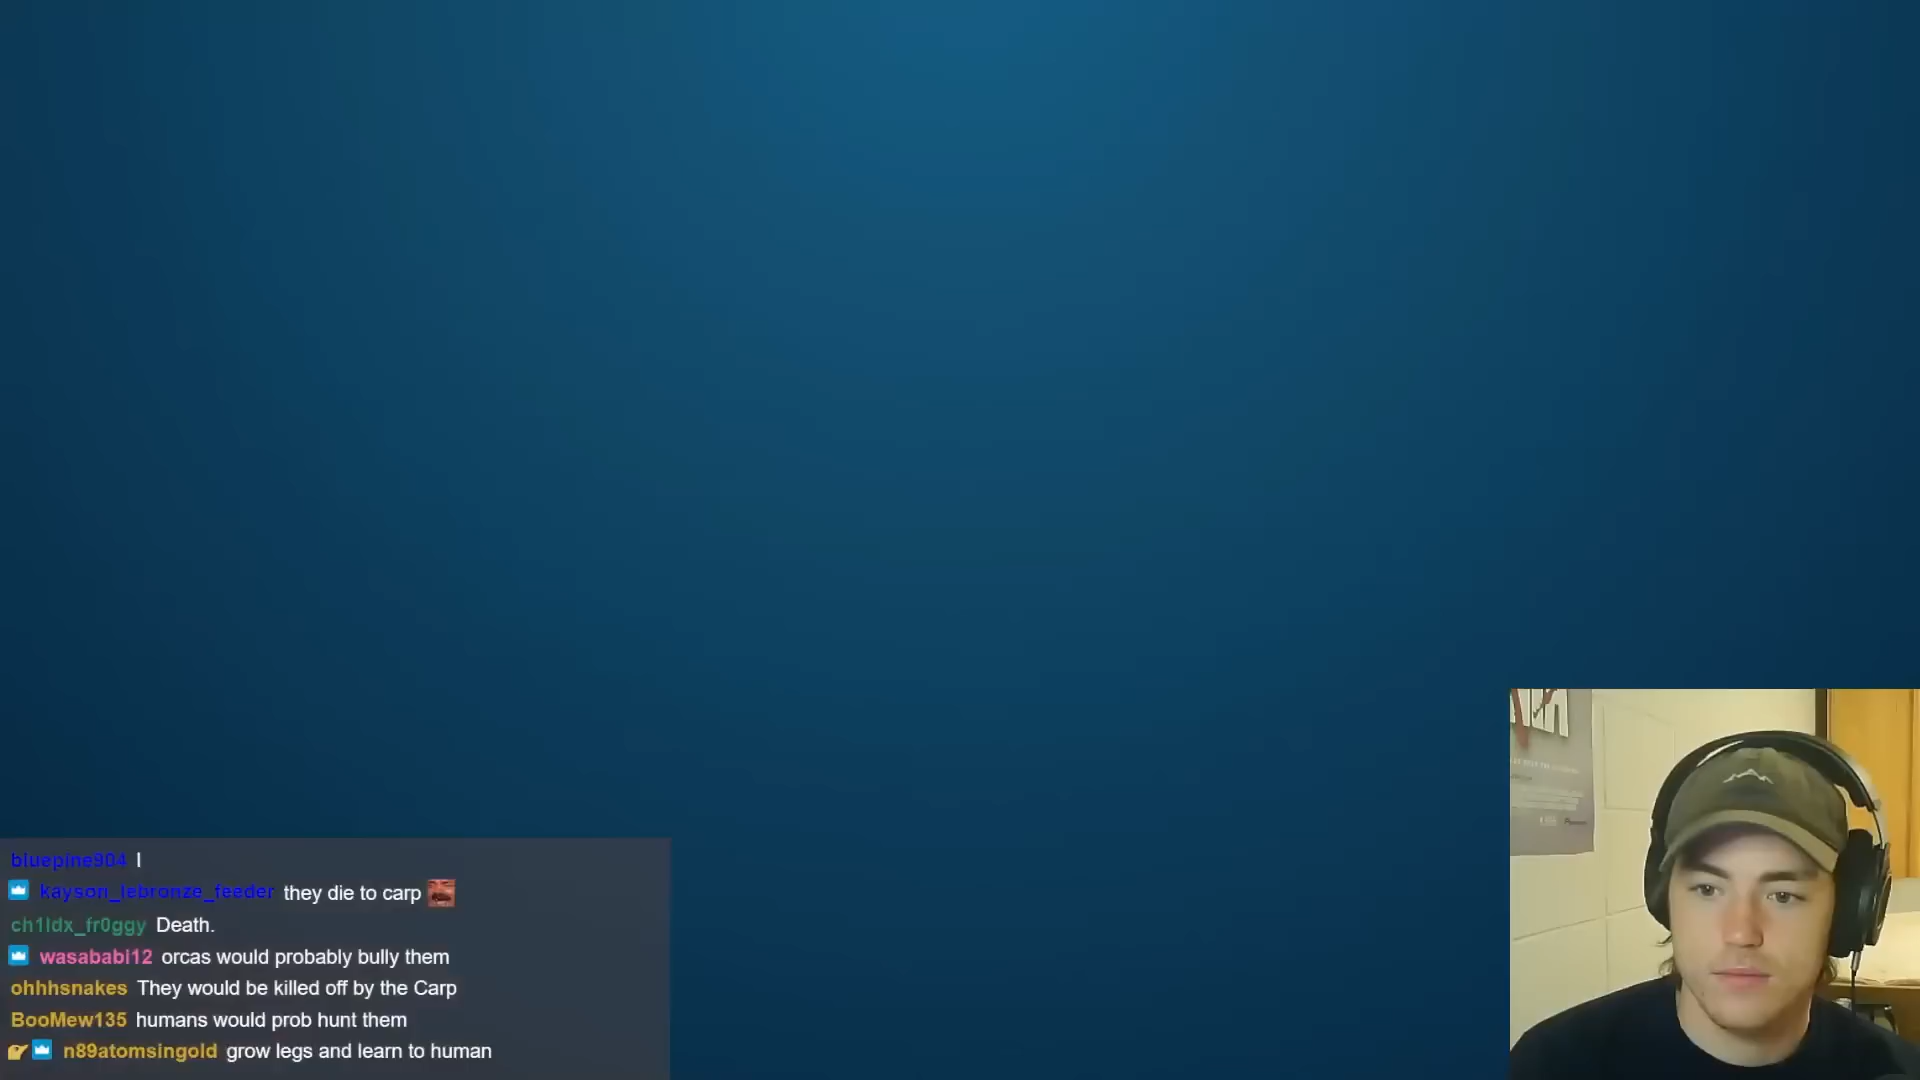 bluepine904 I
kayson_lebronze_feeder they die to carp
ch1ldx_fr0ggy Death.
wasababi12 orcas would probably bully them
ohhhsnakes They would be killed off by the Carp
BooMew135 humans would prob hunt them
n89atomsingold grow legs and learn to human